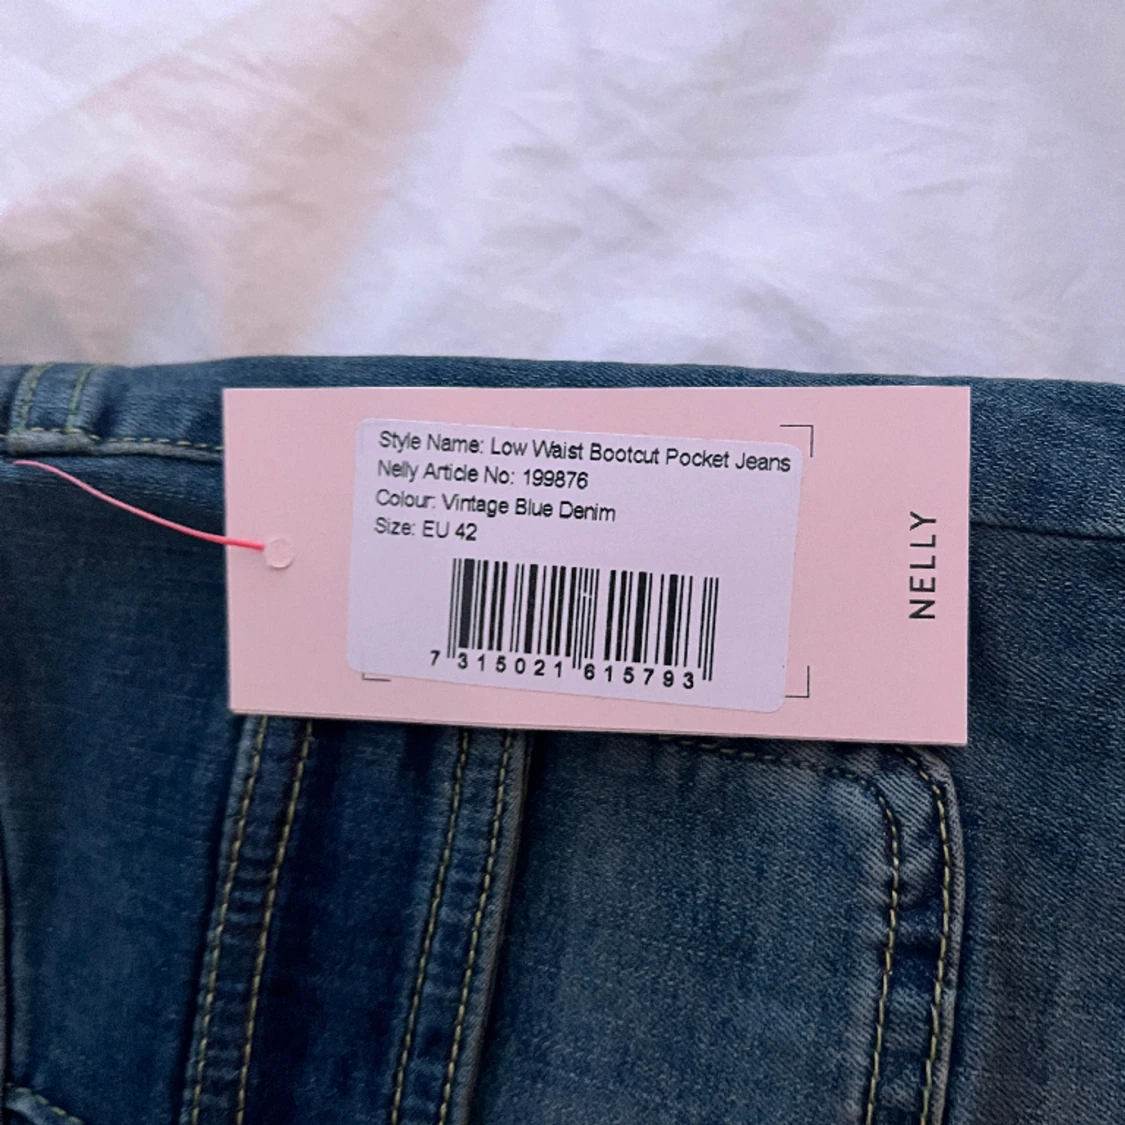 Style Name: Low Waist Bootcut Pocket Jeans
Nelly Article No: 199876
Colour: Vintage Blue Denim
Size: EU 42
7 315021 615793
NELLY